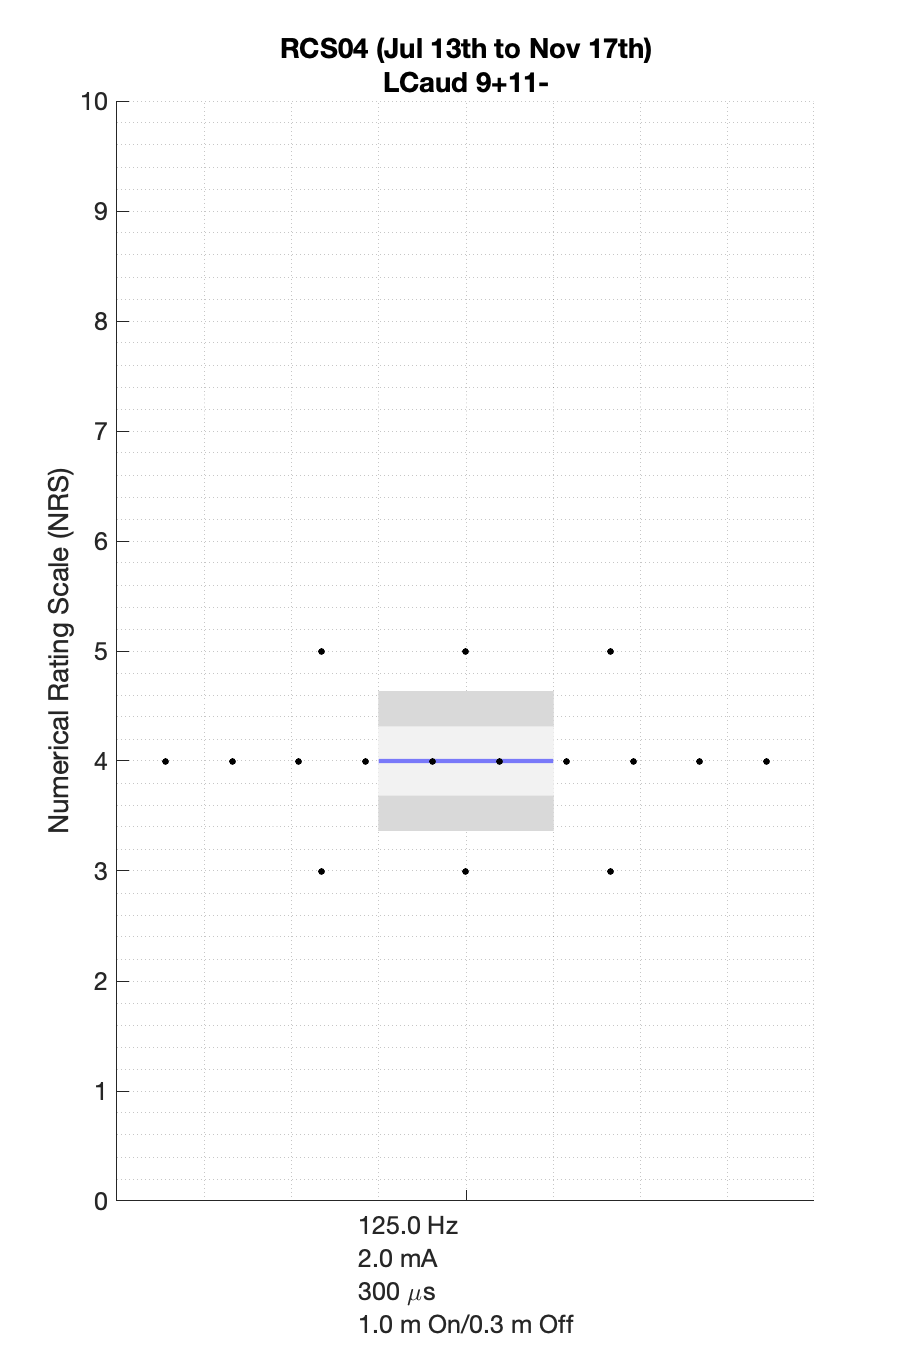 RCS04 (Jul 13th to Nov 17th)
LCaud 9+11-
10
9
8
7
6
5
4
3
2
1
0
Numerical Rating Scale (NRS)
125.0 Hz
2.0 mA
300 μs
1.0 m On/0.3 m Off